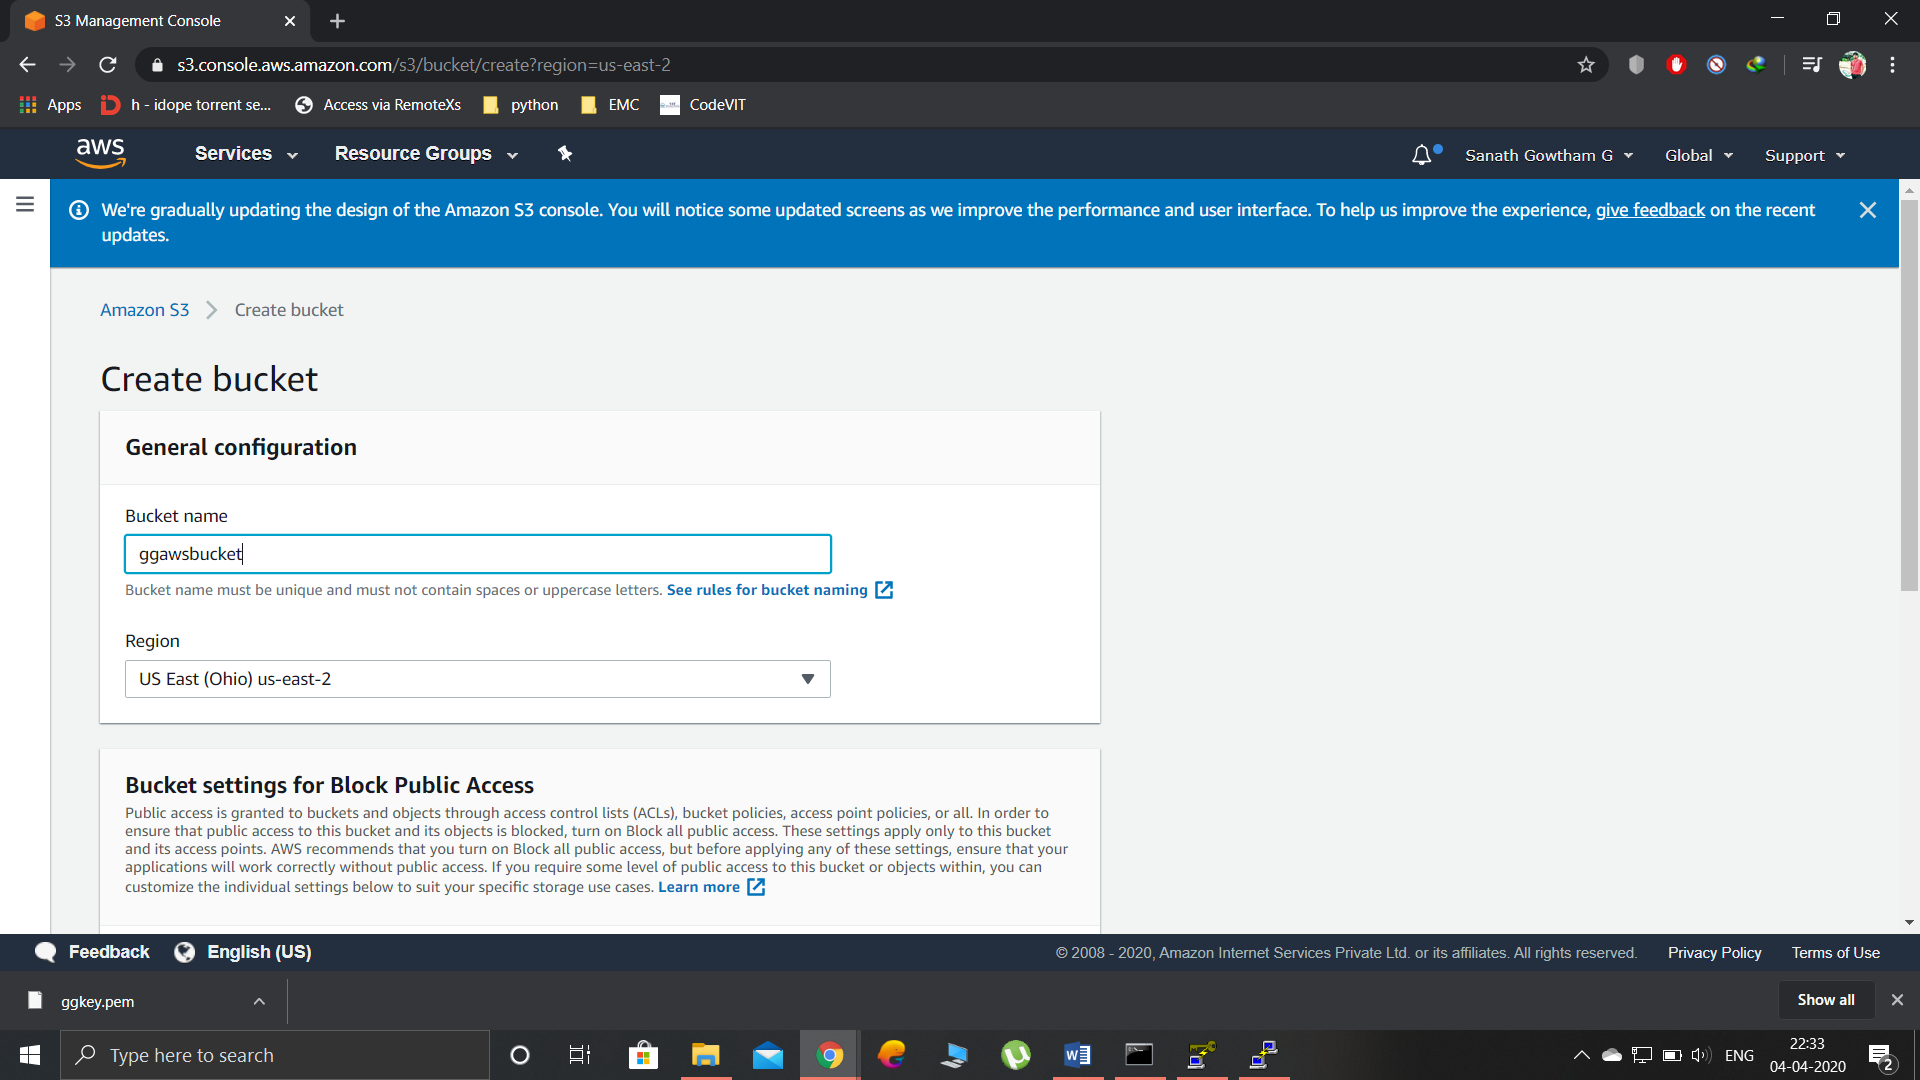 S3 Management Console
s3.console.aws.amazon.com/s3/bucket/create?region=us-east-2
Apps
h - idope torrent se...
Access via RemoteXs
python
EMC
CodeVIT
aws
Services
Resource Groups
Sanath Gowtham G
Global
Support
We're gradually updating the design of the Amazon S3 console. You will notice some updated screens as we improve the performance and user interface. To help us improve the experience, give feedback on the recent
updates.
Amazon S3
Create bucket
Create bucket
General configuration
Bucket name
ggawsbucket
Bucket name must be unique and must not contain spaces or uppercase letters. See rules for bucket naming
Region
US East (Ohio) us-east-2
Bucket settings for Block Public Access
Public access is granted to buckets and objects through access control lists (ACLs), bucket policies, access point policies, or all. In order to
ensure that public access to this bucket and its objects is blocked, turn on Block all public access. These settings apply only to this bucket
and its access points. AWS recommends that you turn on Block all public access, but before applying any of these settings, ensure that your
applications will work correctly without public access. If you require some level of public access to this bucket or objects within, you can
customize the individual settings below to suit your specific storage use cases. Learn more
Feedback
English (US)
© 2008 - 2020, Amazon Internet Services Private Ltd. or its affiliates. All rights reserved.
Privacy Policy
Terms of Use
ggkey.pem
Show all
Type here to search
ENG
22:33
04-04-2020
2